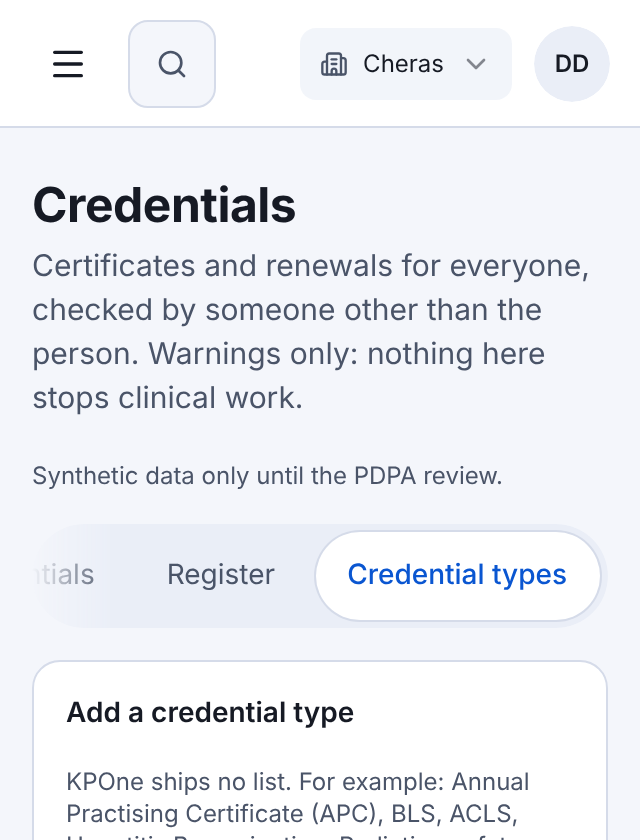 Cheras
DD
Credentials
Certificates and renewals for everyone,
checked by someone other than the
person. Warnings only: nothing here
stops clinical work.
Synthetic data only until the PDPA review.
Register
Credential types
Add a credential type
KPOne ships no list. For example: Annual
Practising Certificate (APC), BLS, ACLS,